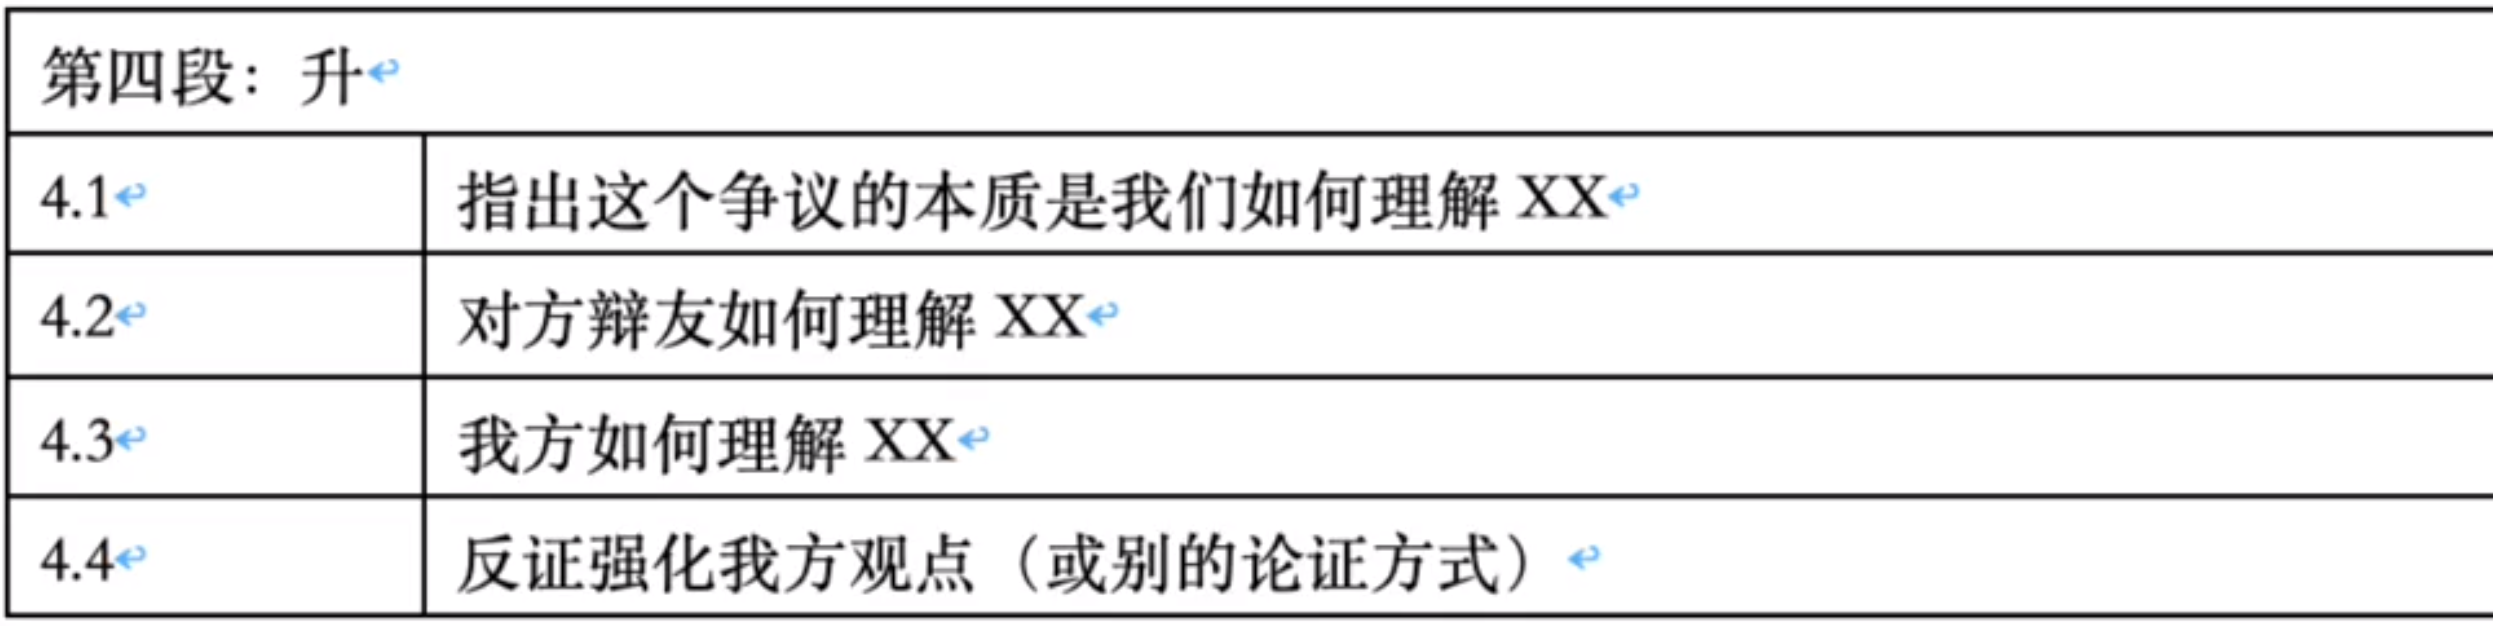 第四段：升
4.1 指出这个争议的本质是我们如何理解 XX
4.2 对方辩友如何理解 XX
4.3 我方如何理解 XX
4.4 反证强化我方观点（或别的论证方式）